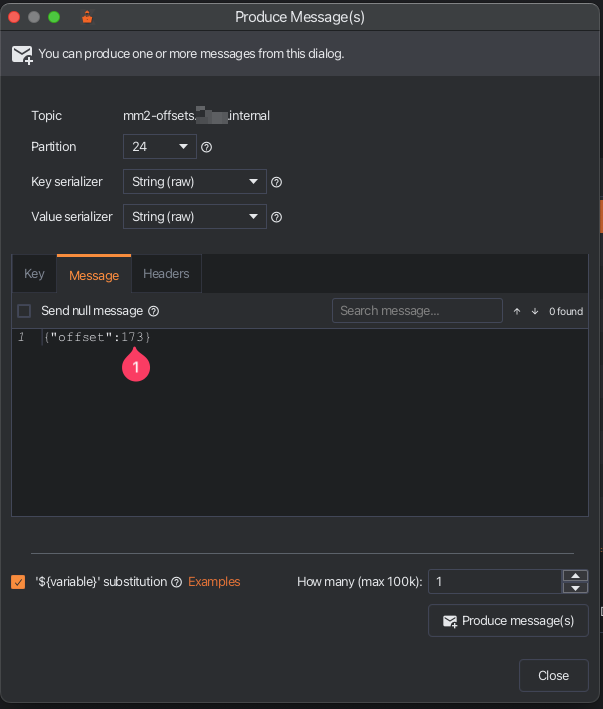 Produce Message(s)
You can produce one or more messages from this dialog.
Topic mm2-offsets. .internal
Partition 24
Key serializer String (raw)
Value serializer String (raw)
Key Message Headers
Send null message Search message... 0 found
1 {"offset":173}
1
'${variable}' substitution Examples How many (max 100k): 1
Produce message(s)
Close